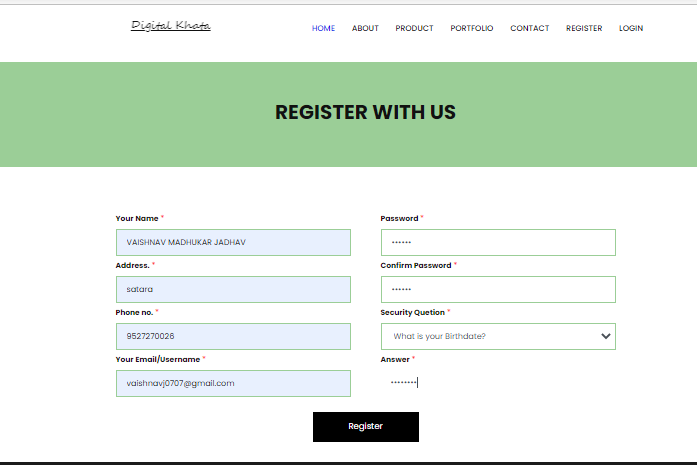 Digital Khata
HOME ABOUT PRODUCT PORTFOLIO CONTACT REGISTER LOGIN
REGISTER WITH US
Your Name *
VAISHNAV MADHUKAR JADHAV
Address. *
satara
Phone no. *
9527270026
Your Email/Username *
vaishnavj0707@gmail.com
Password *
••••••
Confirm Password *
••••••
Security Quetion *
What is your Birthdate?
Answer *
••••••••
Register